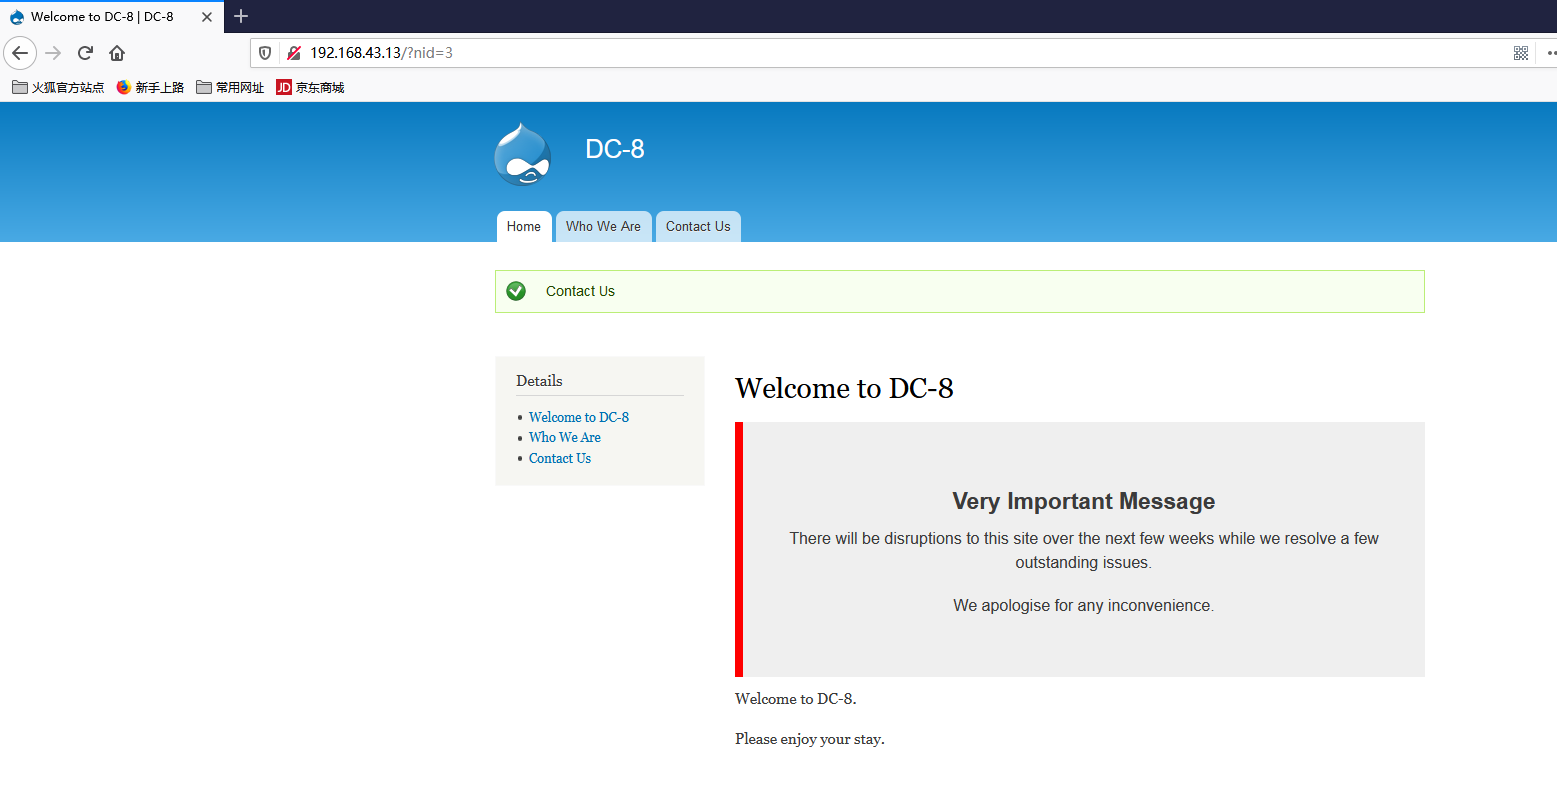 Welcome to DC-8 | DC-8
192.168.43.13/?nid=3
火狐官方站点 新手上路 常用网址 JD 京东商城
DC-8
Home Who We Are Contact Us
Contact Us
Details
Welcome to DC-8
Who We Are
Contact Us
Welcome to DC-8
Very Important Message
There will be disruptions to this site over the next few weeks while we resolve a few
outstanding issues.
We apologise for any inconvenience.
Welcome to DC-8.
Please enjoy your stay.